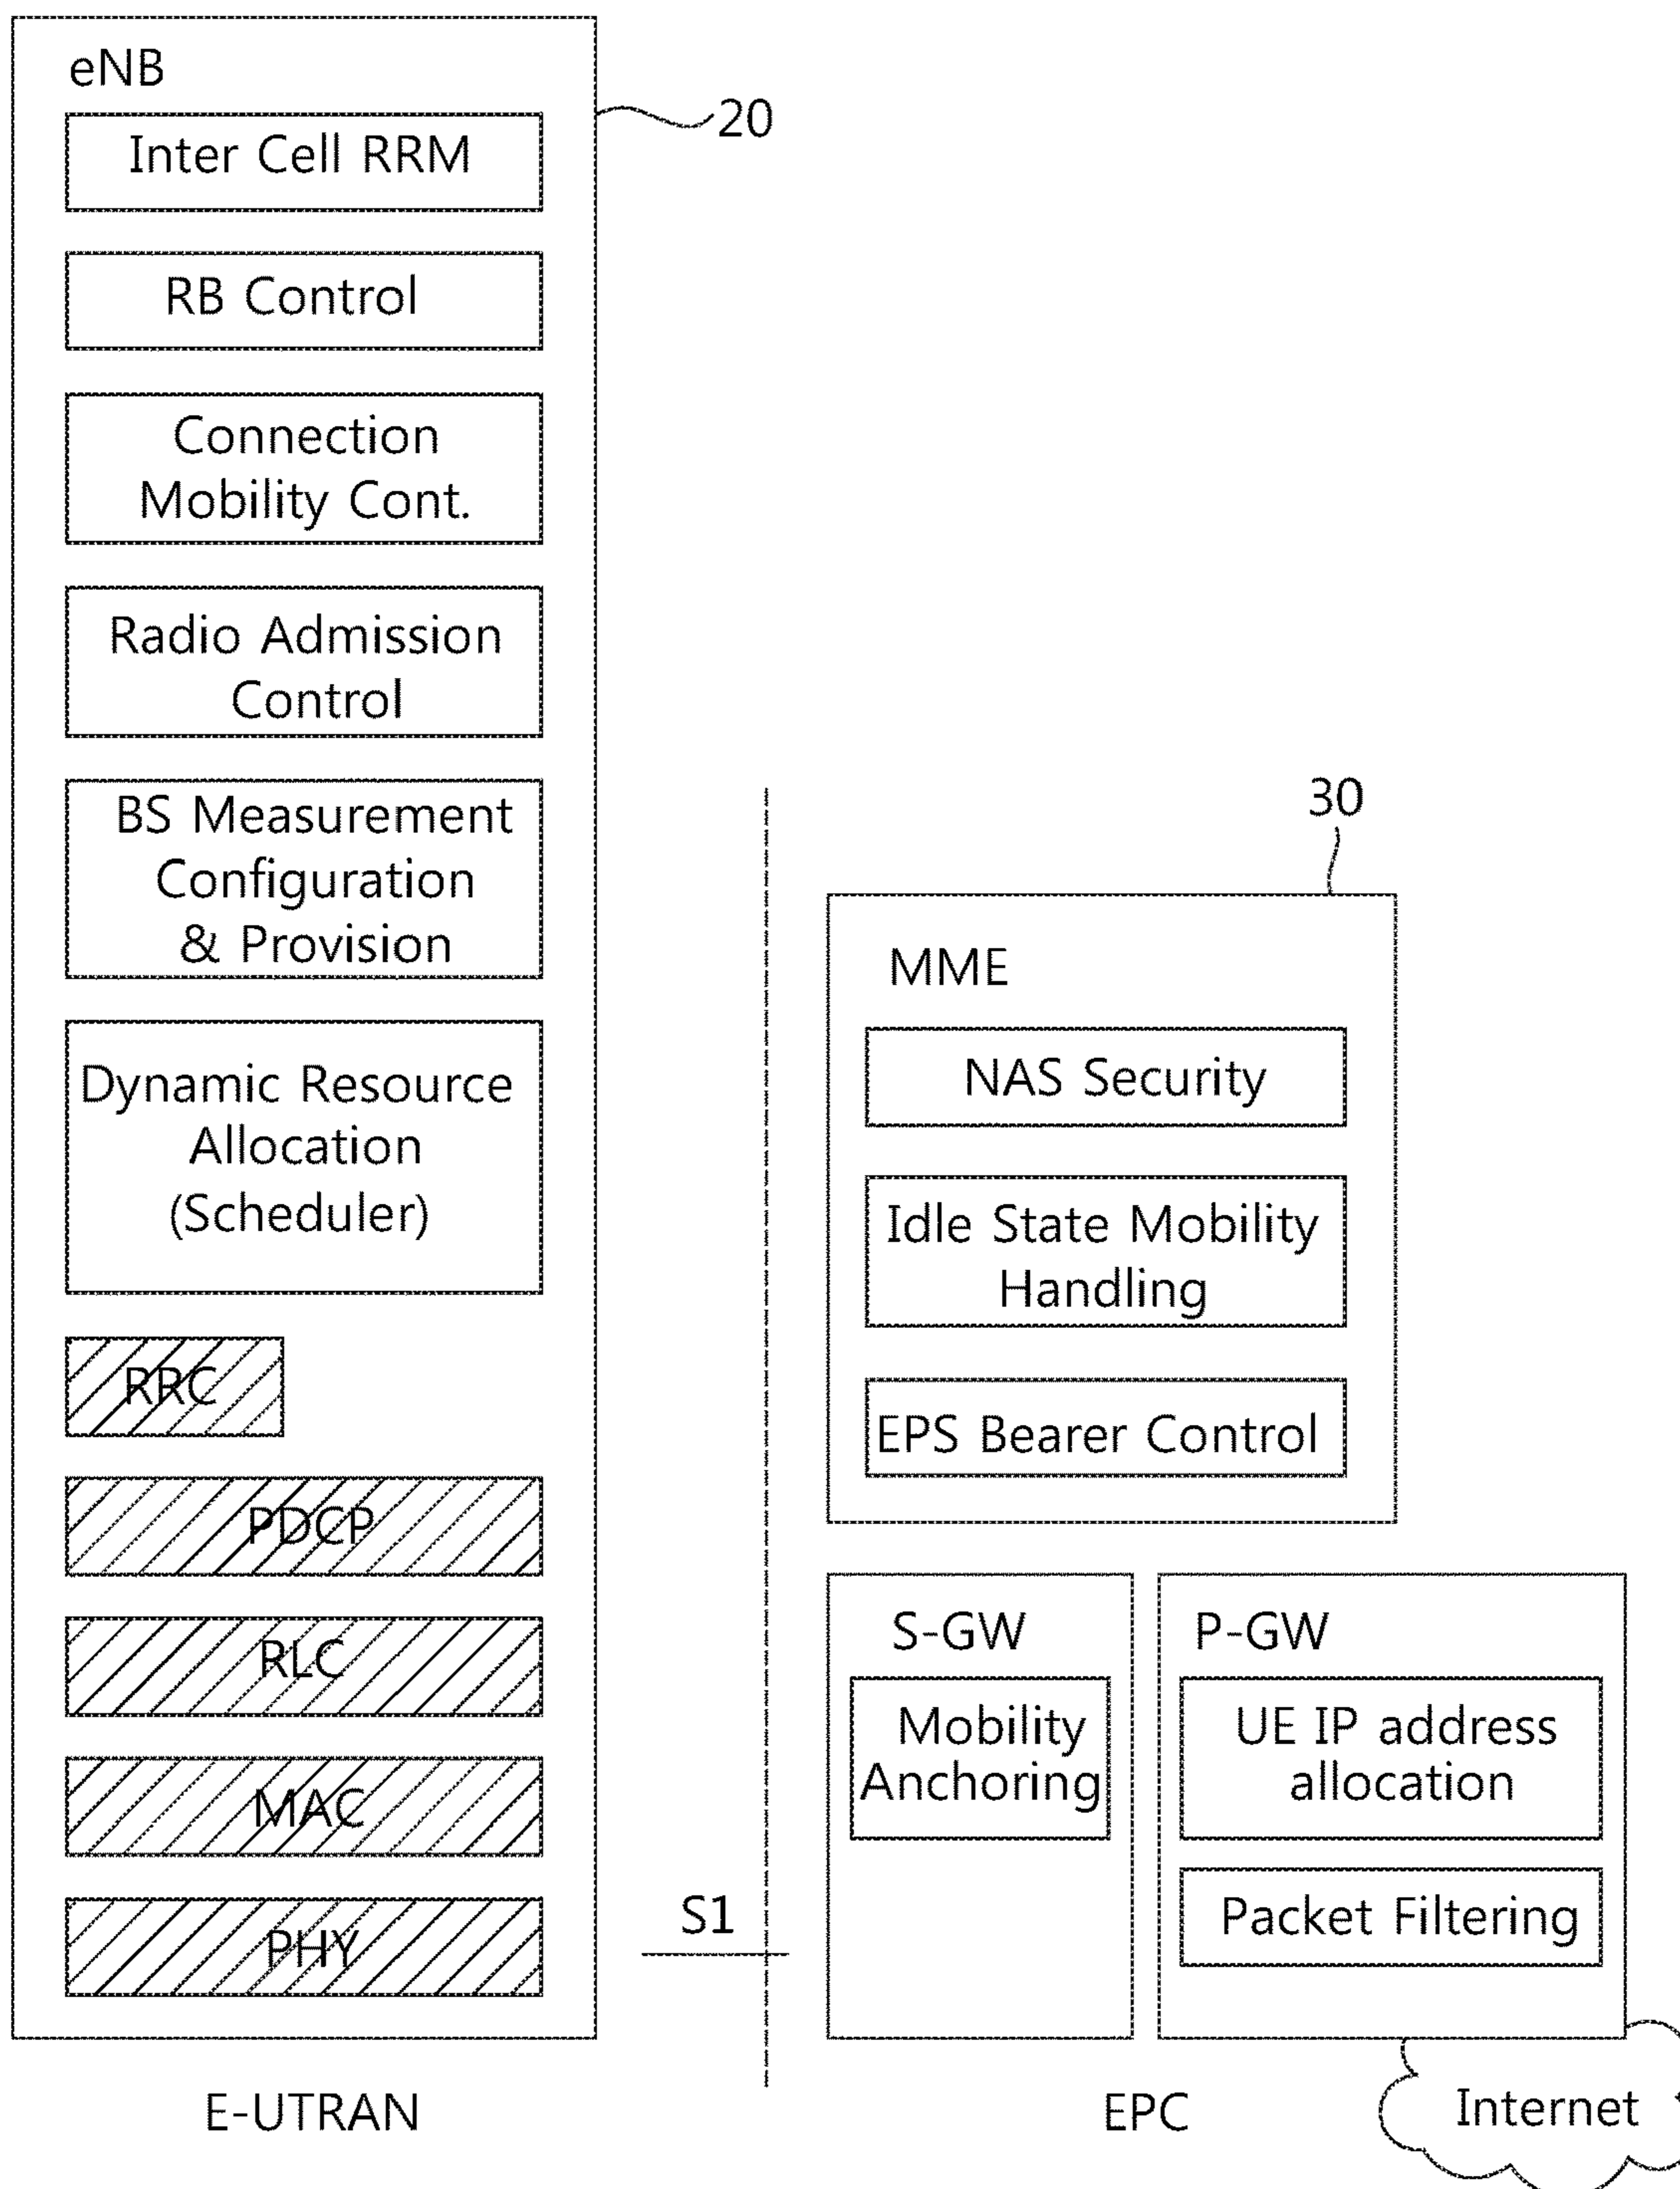 eNB
20
Inter Cell RRM
RB Control
Connection
Mobility Cont.
Radio Admission
Control
BS Measurement
Configuration
& Provision
Dynamic Resource
Allocation
(Scheduler)
RRC
PDCP
RLC
MAC
PHY
E-UTRAN
S1
30
MME
NAS Security
Idle State Mobility
Handling
EPS Bearer Control
S-GW
Mobility
Anchoring
P-GW
UE IP address
allocation
Packet Filtering
EPC
Internet